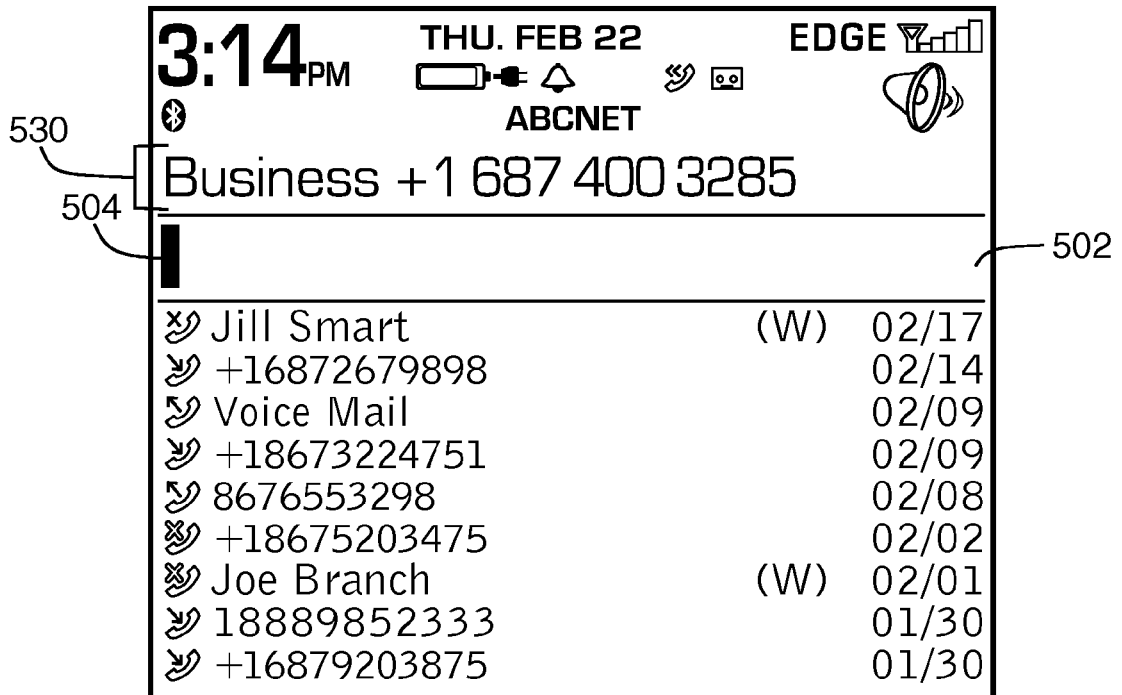 3:14PM THU. FEB 22 EDGE
ABCNET
530
Business +1 687 400 3285
504
502
Jill Smart (W) 02/17
+16872679898 02/14
Voice Mail 02/09
+18673224751 02/09
8676553298 02/08
+18675203475 02/02
Joe Branch (W) 02/01
18889852333 01/30
+16879203875 01/30